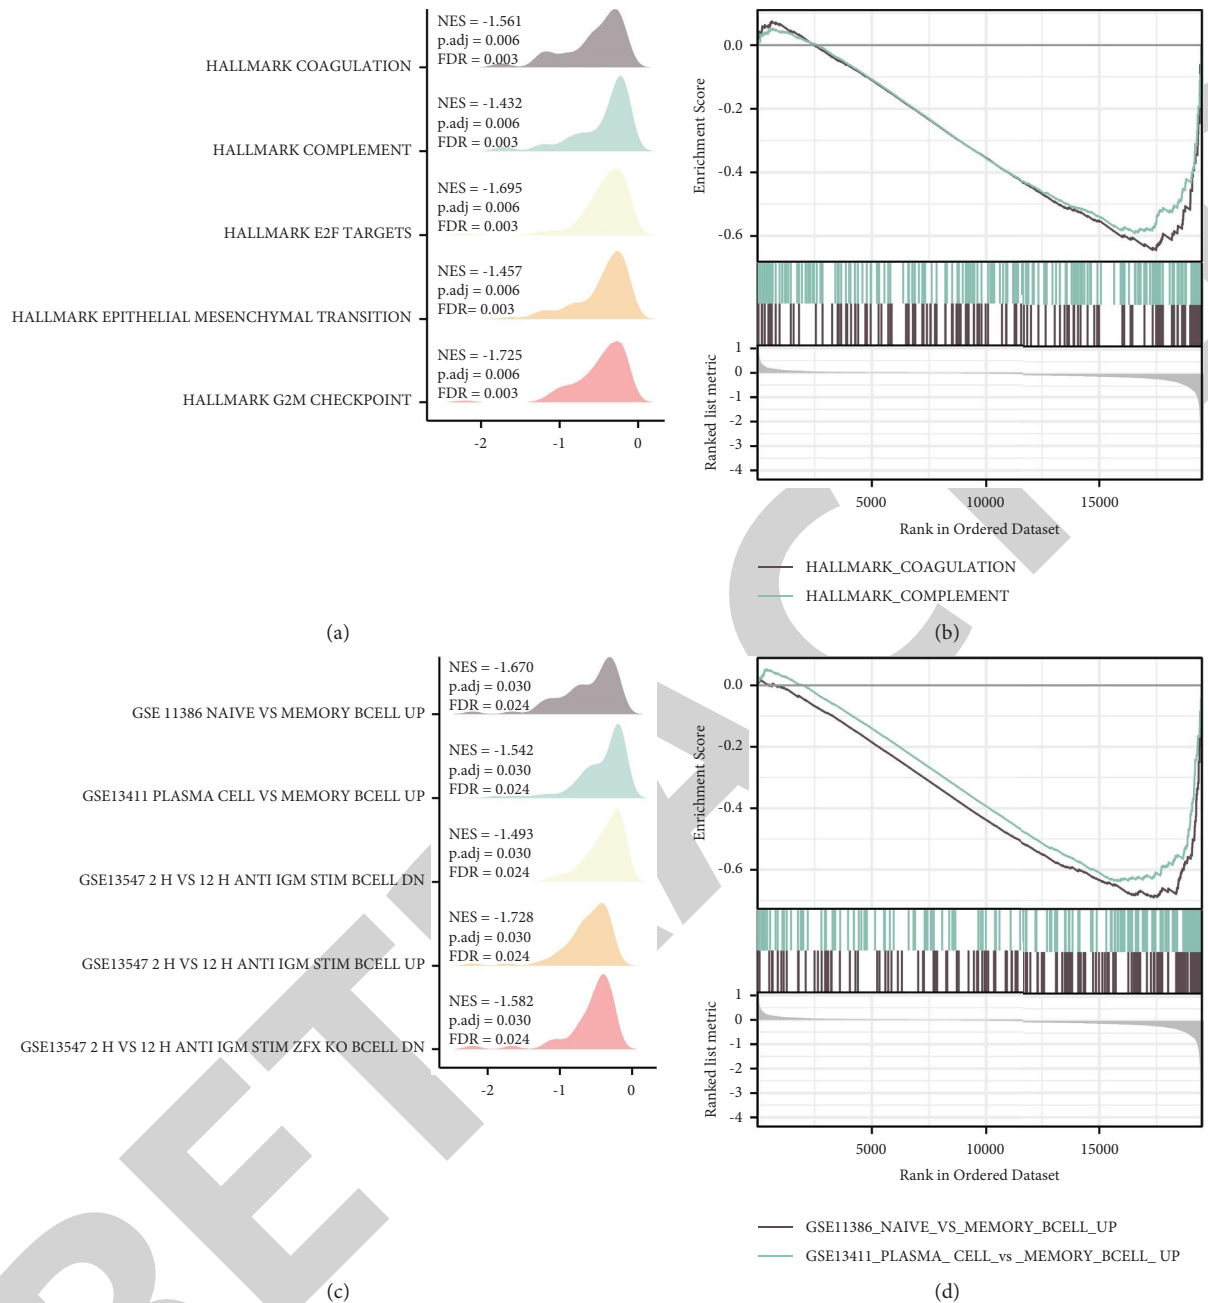 NES = -1.561
p.adj = 0.006
FDR = 0.003
HALLMARK COAGULATION
NES = -1.432
p.adj = 0.006
FDR = 0.003
HALLMARK COMPLEMENT
NES = -1.695
p.adj = 0.006
FDR = 0.003
HALLMARK E2F TARGETS
NES = -1.457
p.adj = 0.006
FDR= 0.003
HALLMARK EPITHELIAL MESENCHYMAL TRANSITION
NES = -1.725
p.adj = 0.006
FDR = 0.003
HALLMARK G2M CHECKPOINT
-2 -1 0
(a)
Enrichment Score
0.0
-0.2
-0.4
-0.6
Ranked list metric
1
0
-1
-2
-3
-4
5000 10000 15000
Rank in Ordered Dataset
HALLMARK_COAGULATION
HALLMARK_COMPLEMENT
(b)
NES = -1.670
p.adj = 0.030
FDR = 0.024
GSE 11386 NAIVE VS MEMORY BCELL UP
NES = -1.542
p.adj = 0.030
FDR = 0.024
GSE13411 PLASMA CELL VS MEMORY BCELL UP
NES = -1.493
p.adj = 0.030
FDR = 0.024
GSE13547 2 H VS 12 H ANTI IGM STIM BCELL DN
NES = -1.728
p.adj = 0.030
FDR = 0.024
GSE13547 2 H VS 12 H ANTI IGM STIM BCELL UP
NES = -1.582
p.adj = 0.030
FDR = 0.024
GSE13547 2 H VS 12 H ANTI IGM STIM ZFX KO BCELL DN
-2 -1 0
(c)
Enrichment Score
0.0
-0.2
-0.4
-0.6
Ranked list metric
1
0
-1
-2
-3
-4
5000 10000 15000
Rank in Ordered Dataset
GSE11386_NAIVE_VS_MEMORY_BCELL_UP
GSE13411_PLASMA_ CELL_vs _MEMORY_BCELL_ UP
(d)